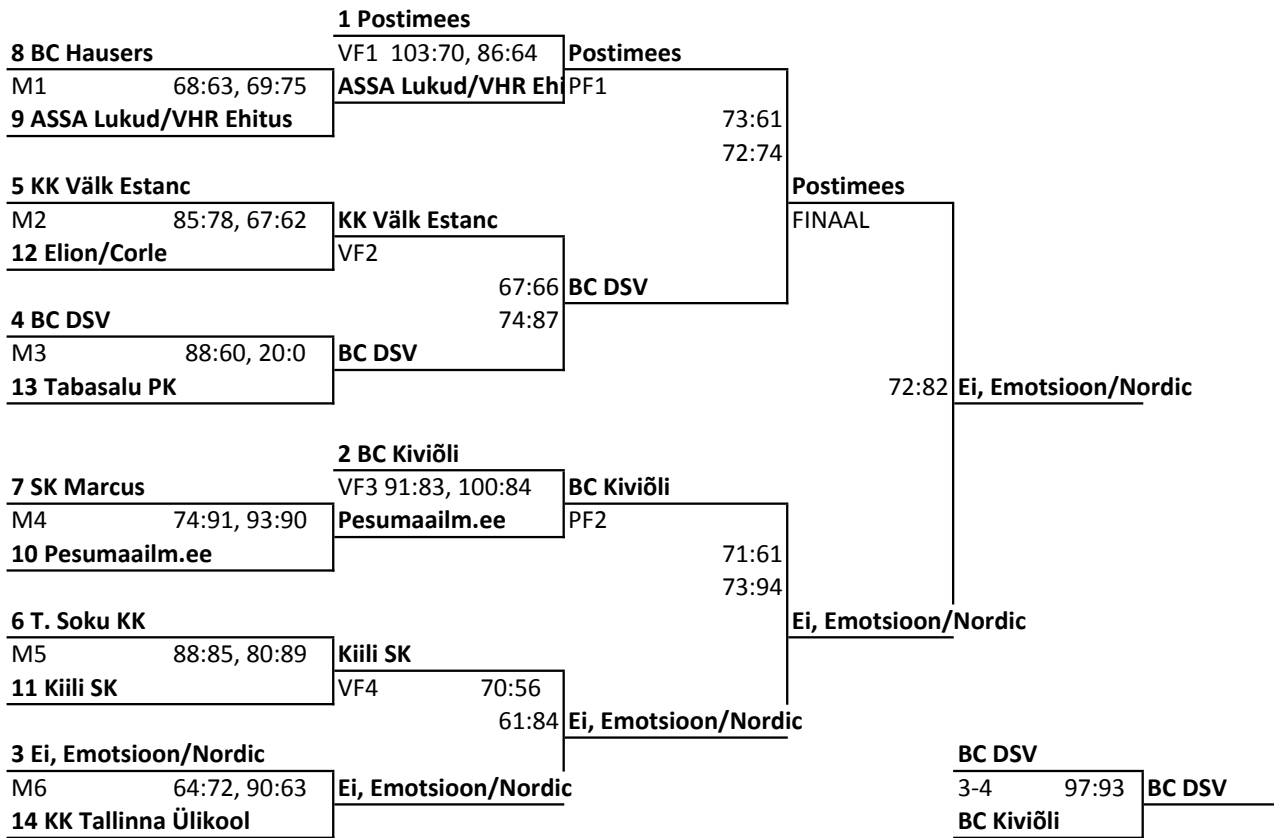 1 Postimees
8 BC Hausers
VF1 103:70, 86:64
Postimees
M1 68:63, 69:75
ASSA Lukud/VHR Ehi
PF1
9 ASSA Lukud/VHR Ehitus
73:61
72:74
5 KK Välk Estanc
Postimees
M2 85:78, 67:62
KK Välk Estanc
FINAAL
12 Elion/Corle
VF2
67:66
BC DSV
4 BC DSV
74:87
M3 88:60, 20:0
BC DSV
13 Tabasalu PK
72:82
Ei, Emotsioon/Nordic
2 BC Kiviõli
7 SK Marcus
VF3 91:83, 100:84
BC Kiviõli
M4 74:91, 93:90
Pesumaailm.ee
PF2
10 Pesumaailm.ee
71:61
73:94
6 T. Soku KK
Ei, Emotsioon/Nordic
M5 88:85, 80:89
Kiili SK
11 Kiili SK
VF4 70:56
61:84
Ei, Emotsioon/Nordic
3 Ei, Emotsioon/Nordic
BC DSV
M6 64:72, 90:63
Ei, Emotsioon/Nordic
3-4 97:93
BC DSV
14 KK Tallinna Ülikool
BC Kiviõli